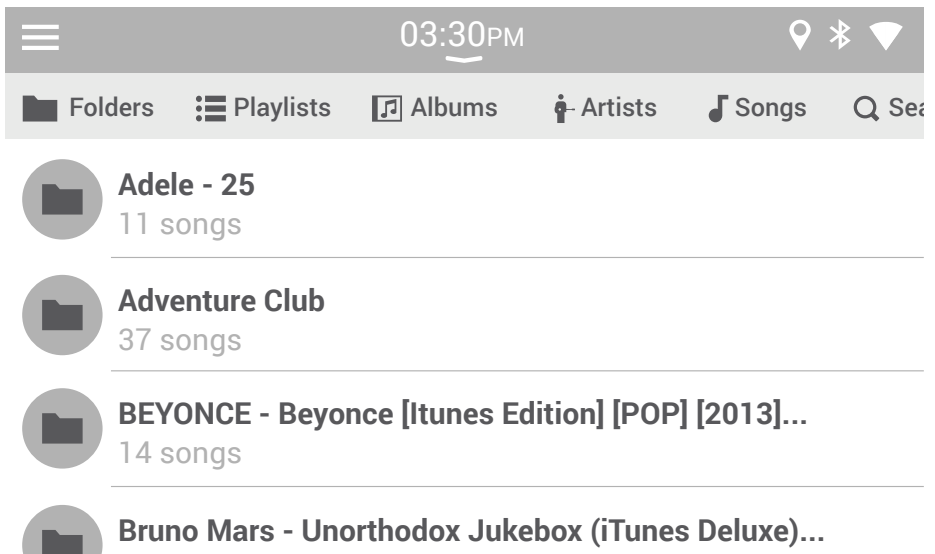 03:30PM
Folders Playlists Albums Artists Songs
Adele - 25
11 songs
Adventure Club
37 songs
BEYONCE - Beyonce [Itunes Edition] [POP] [2013]...
14 songs
Bruno Mars - Unorthodox Jukebox (iTunes Deluxe)...